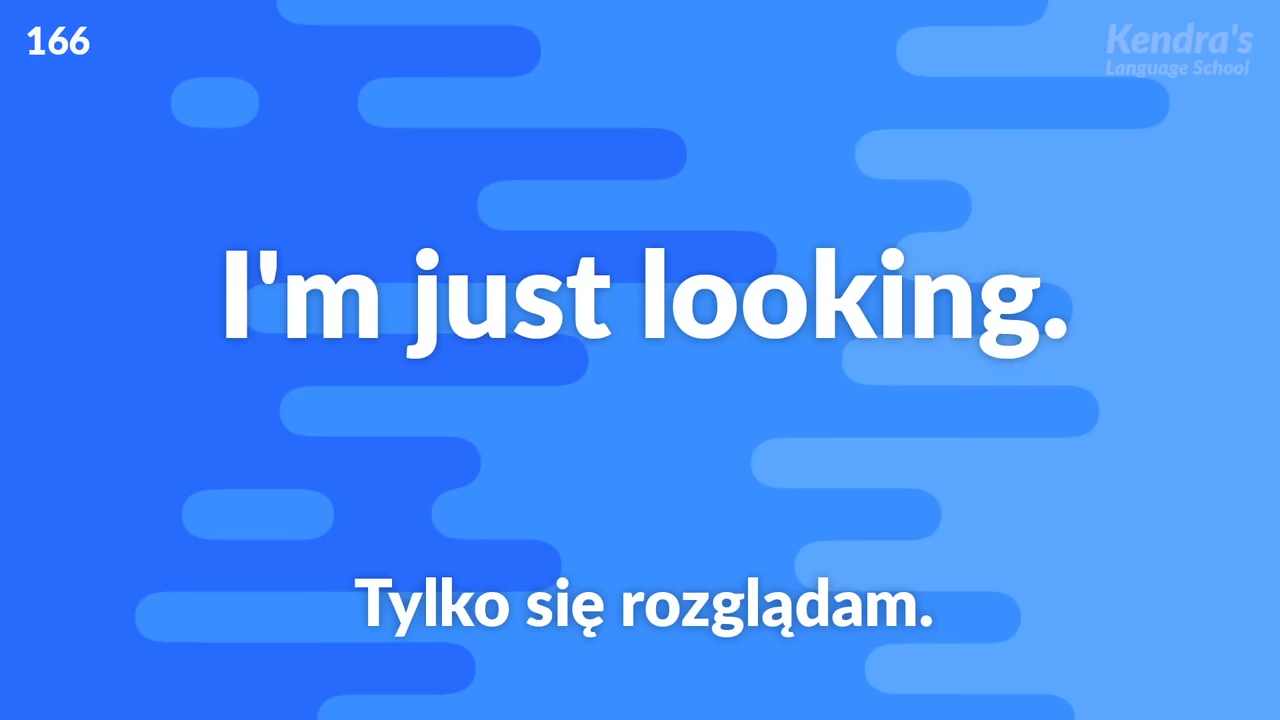 166
Kendra's
Language School
I'm just looking.
Tylko się rozglądam.